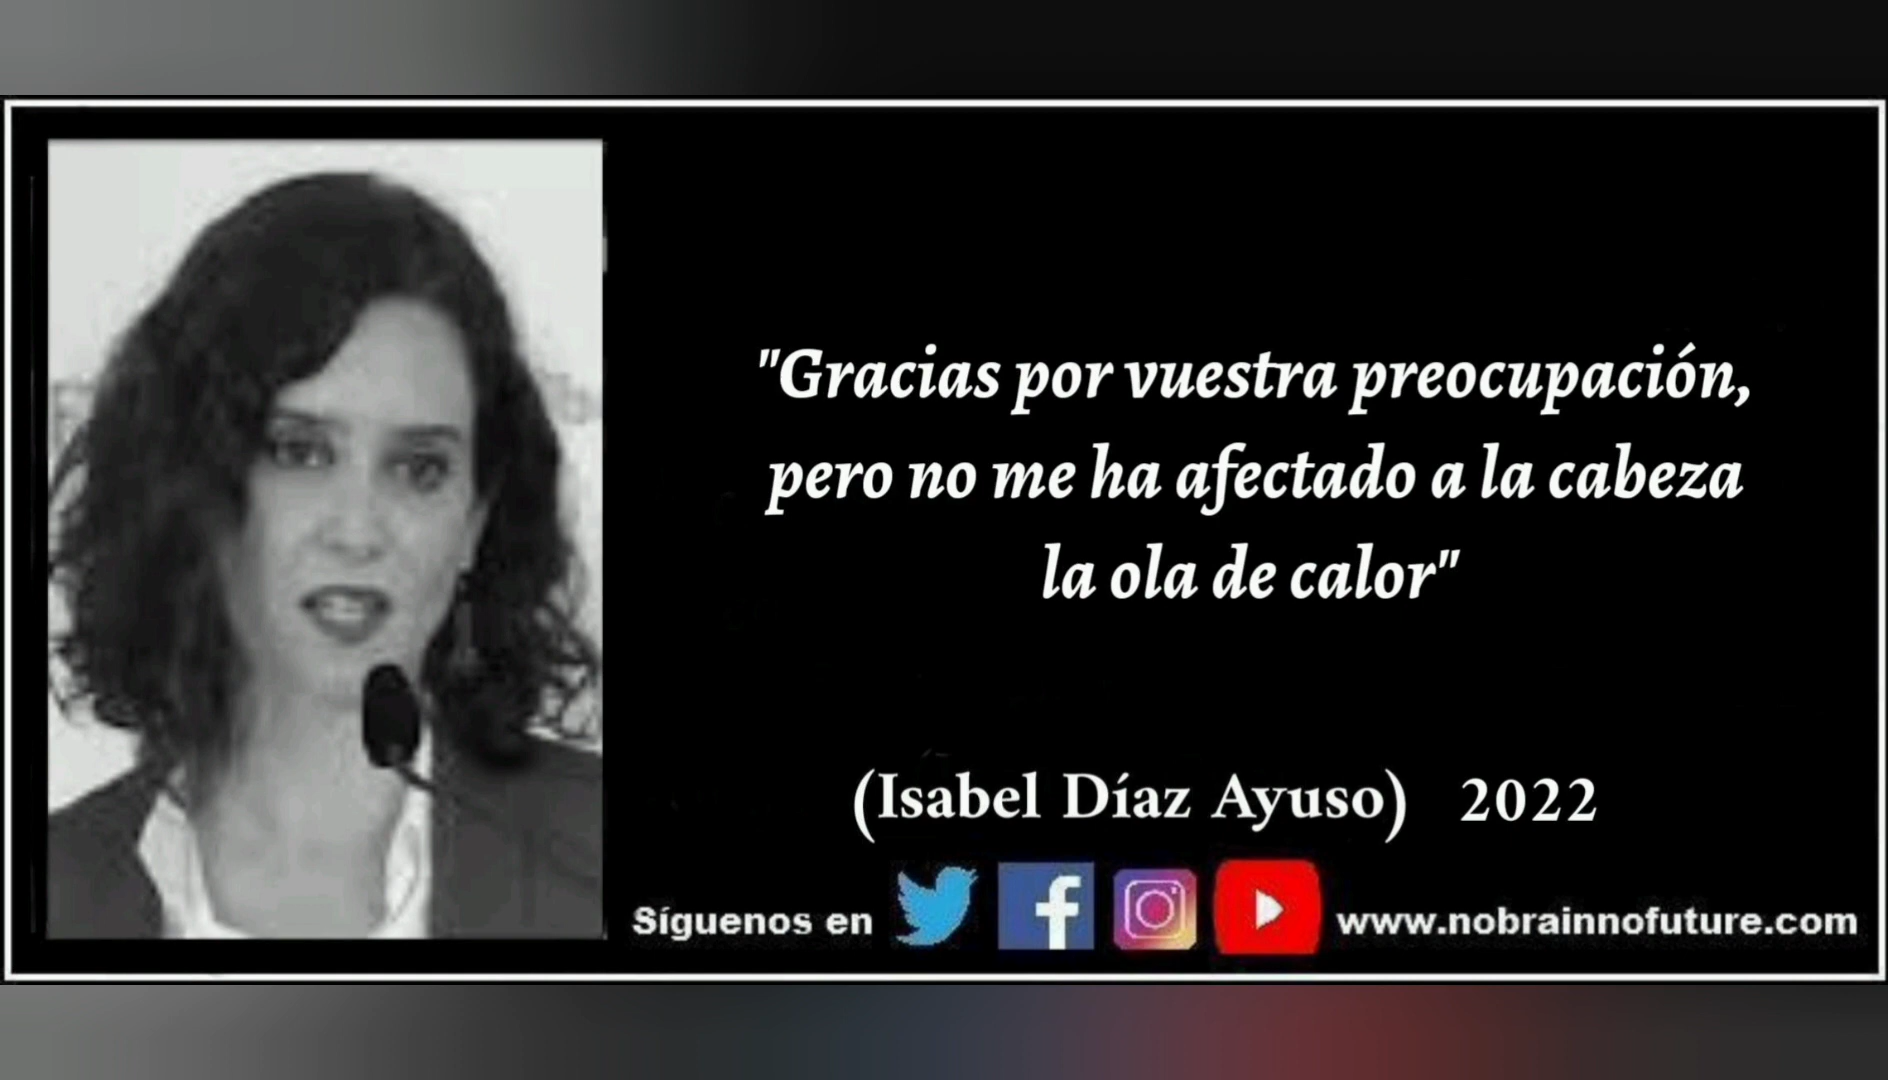 "Gracias por vuestra preocupación,
pero no me ha afectado a la cabeza
la ola de calor"
(Isabel Díaz Ayuso) 2022
Síguenos en www.nobrainnofuture.com